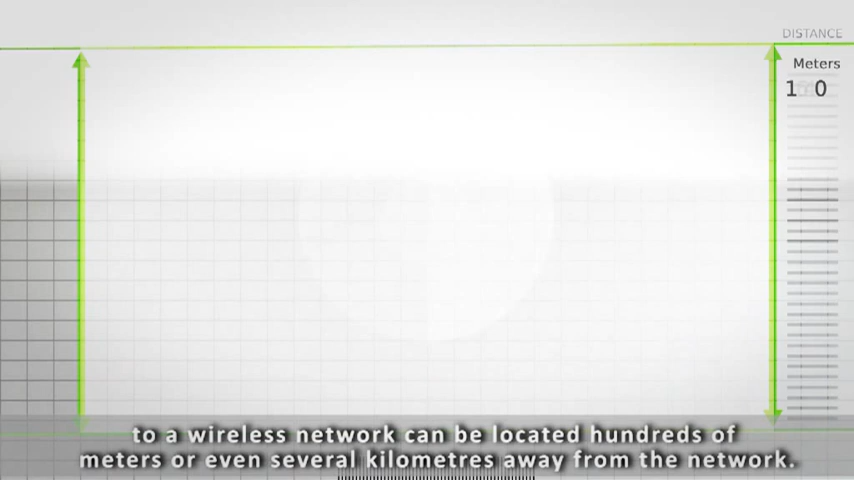 DISTANCE
Meters
to a wireless network can be located hundreds of
meters or even several kilometres away from the network.